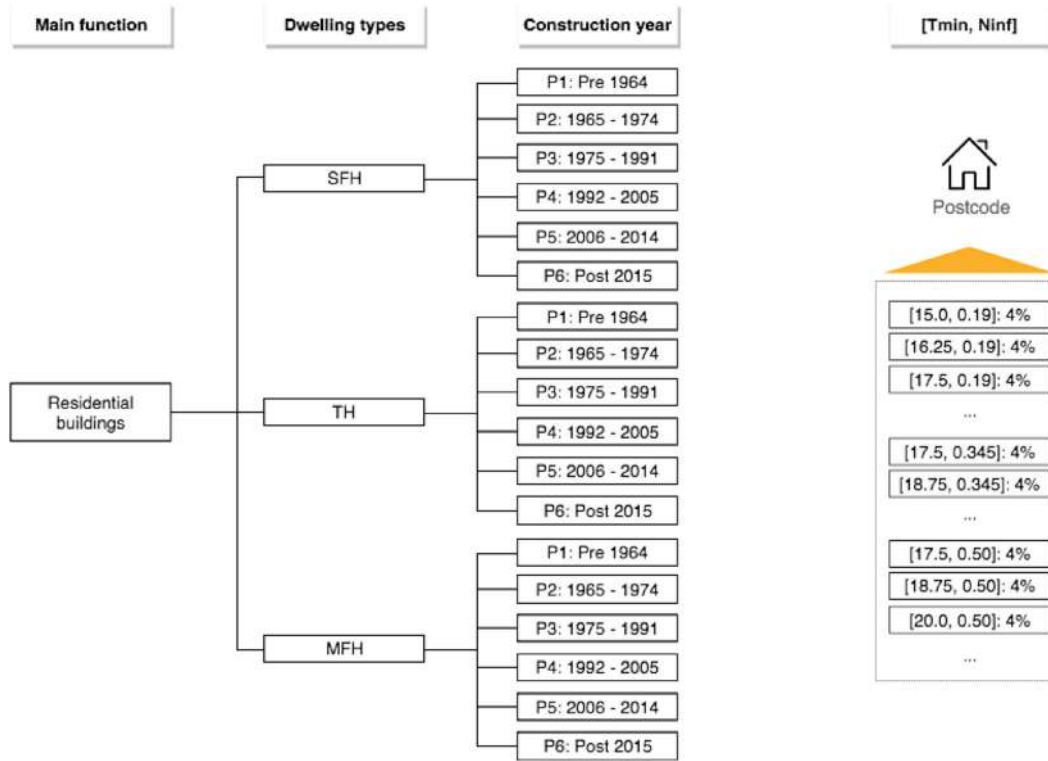 Main function
Dwelling types
Construction year
[Tmin, Ninf]
Residential
buildings
SFH
P1: Pre 1964
P2: 1965 - 1974
P3: 1975 - 1991
P4: 1992 - 2005
P5: 2006 - 2014
P6: Post 2015
TH
P1: Pre 1964
P2: 1965 - 1974
P3: 1975 - 1991
P4: 1992 - 2005
P5: 2006 - 2014
P6: Post 2015
MFH
P1: Pre 1964
P2: 1965 - 1974
P3: 1975 - 1991
P4: 1992 - 2005
P5: 2006 - 2014
P6: Post 2015
Postcode
[15.0, 0.19]: 4%
[16.25, 0.19]: 4%
[17.5, 0.19]: 4%
...
[17.5, 0.345]: 4%
[18.75, 0.345]: 4%
...
[17.5, 0.50]: 4%
[18.75, 0.50]: 4%
[20.0, 0.50]: 4%
...